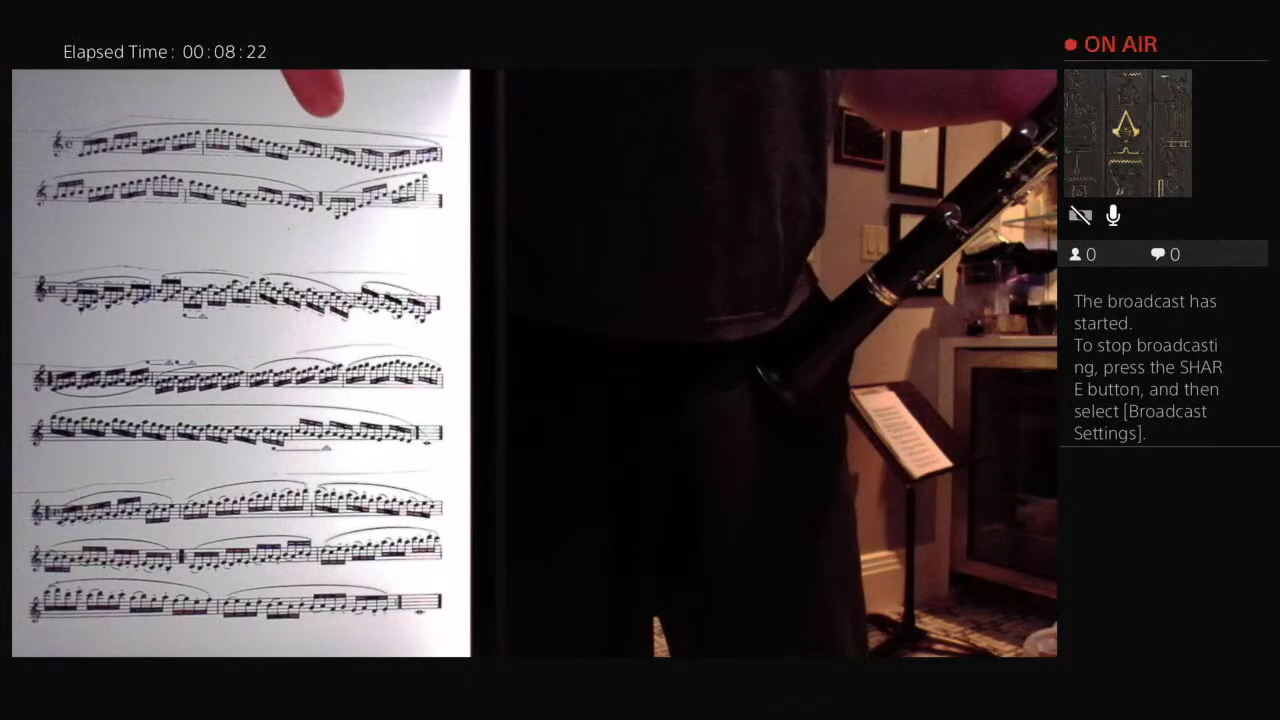 Elapsed Time: 00:08:22
ON AIR
0 0
The broadcast has
started.
To stop broadcasti
ng, press the SHAR
E button, and then
select [Broadcast
Settings].